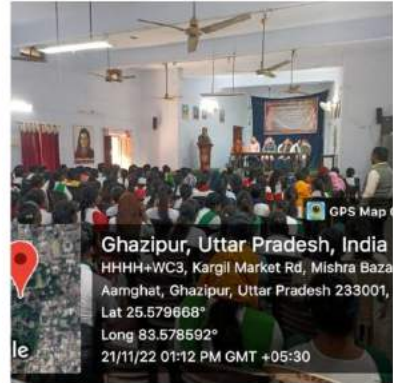 GPS Map
Ghazipur, Uttar Pradesh, India
HHHH+WC3, Kargil Market Rd, Mishra Baza
Aamghat, Ghazipur, Uttar Pradesh 233001,
Lat 25.579668°
Long 83.578592°
21/11/22 01:12 PM GMT +05:30
le